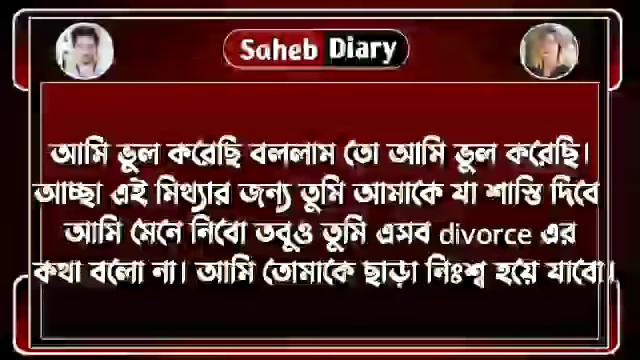 Saheb Diary
আমি ভুল করেছি বললাম তো আমি ভুল করেছি।
আচ্ছা এই মিথ্যার জন্য তুমি আমাকে যা শাস্তি দিবে
আমি মেনে নিবো তবুও তুমি এসব divorce এর
কথা বলো না। আমি তোমাকে ছাড়া নিঃশ্ব হয়ে যাবো।